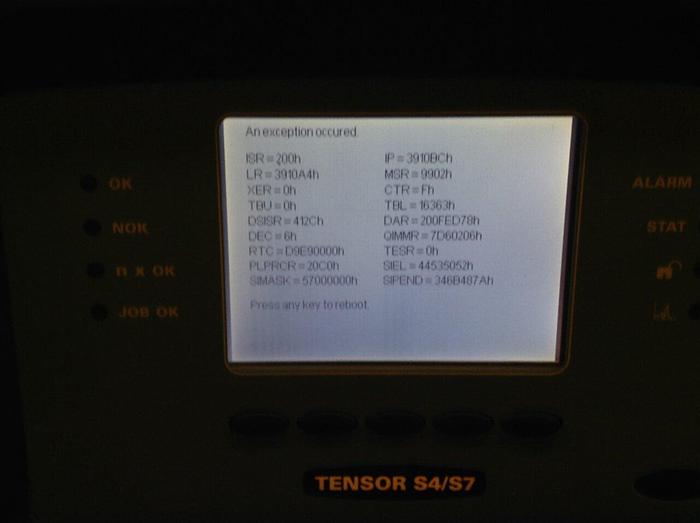 An exception occured.
ISR = 200h IP = 3910BCh
LR = 3910A4h MSR = 9902h
XER = 0h CTR = Fh
TBU = 0h TBL = 16363h
DSISR = 412Ch DAR = 200FED78h
DEC = 6h QIMMR = 7D60206h
RTC = D9E90000h TESR = 0h
PLPRCR = 20C0h SIEL = 44535052h
SIMASK = 57000000h SIPEND = 346B487Ah
Press any key to reboot.
OK
NOK
n x OK
JOB OK
ALARM
STAT
TENSOR S4/S7